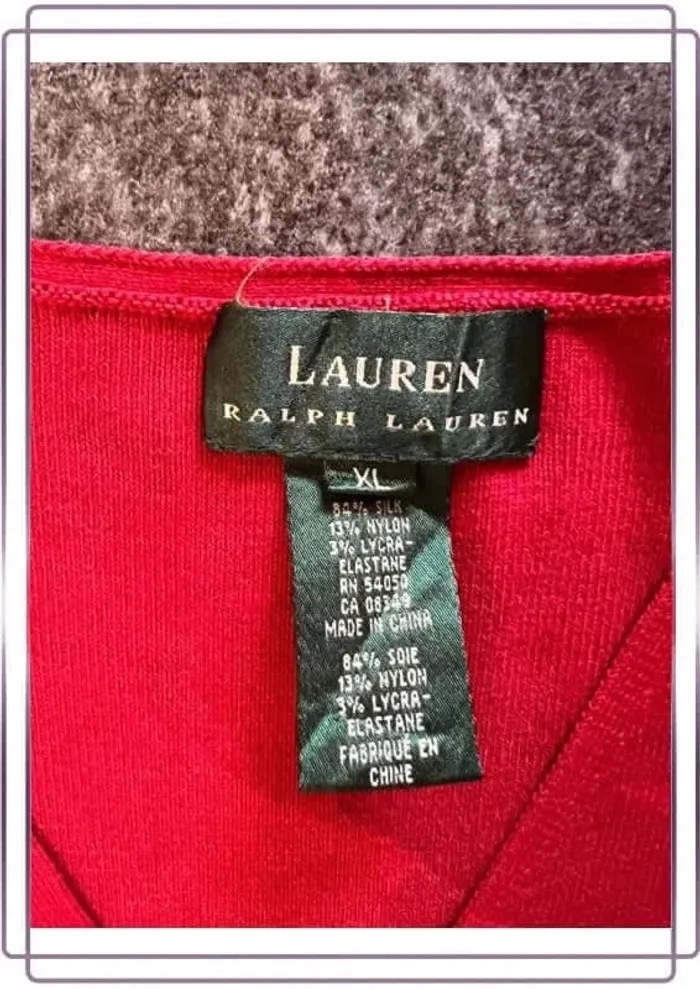 LAUREN
RALPH LAUREN
XL
84% SILK
13% NYLON
3% LYCRA-
ELASTANE
RN 54050
CA 08349
MADE IN CHINA
84% SOIE
13% NYLON
3% LYCRA-
ELASTANE
FABRIQUÉ EN
CHINE